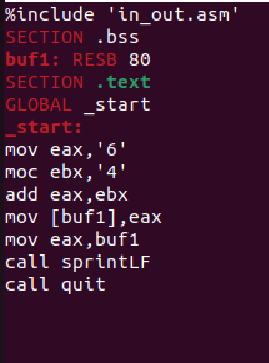 %include 'in_out.asm'
SECTION .bss
buf1: RESB 80
SECTION .text
GLOBAL _start
_start:
mov eax,'6'
moc ebx,'4'
add eax,ebx
mov [buf1],eax
mov eax,buf1
call sprintLF
call quit